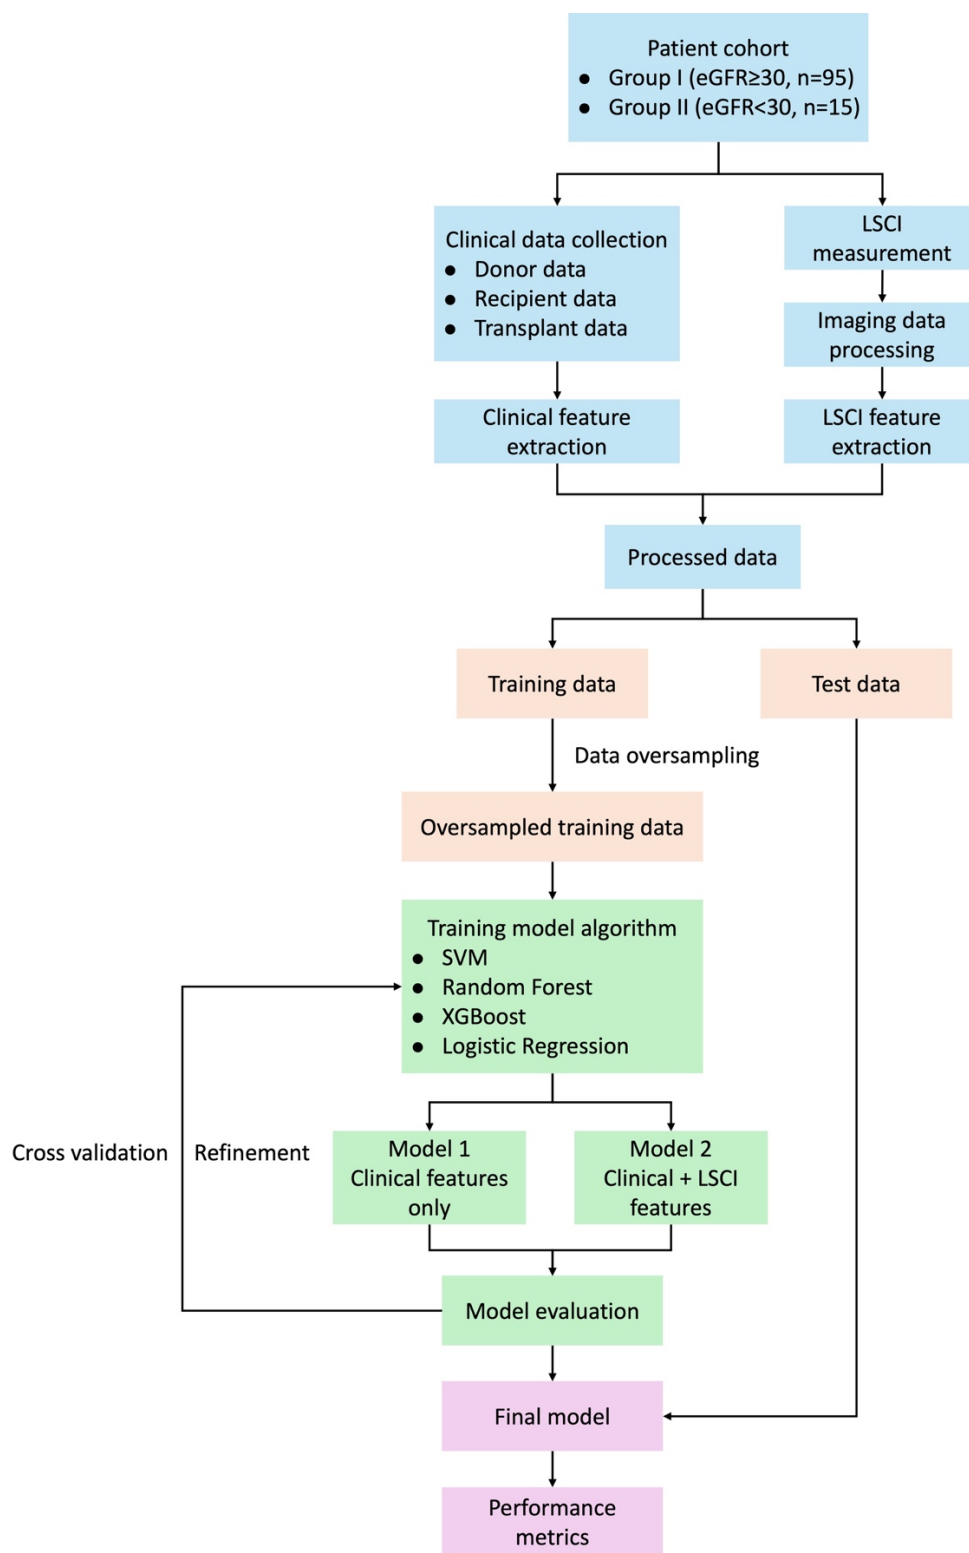 Patient cohort
● Group I (eGFR≥30, n=95)
● Group II (eGFR<30, n=15)
Clinical data collection
● Donor data
● Recipient data
● Transplant data
LSCI
measurement
Imaging data
processing
Clinical feature
extraction
LSCI feature
extraction
Processed data
Training data
Test data
Data oversampling
Oversampled training data
Training model algorithm
● SVM
● Random Forest
● XGBoost
● Logistic Regression
Cross validation
Refinement
Model 1
Clinical features
only
Model 2
Clinical + LSCI
features
Model evaluation
Final model
Performance
metrics